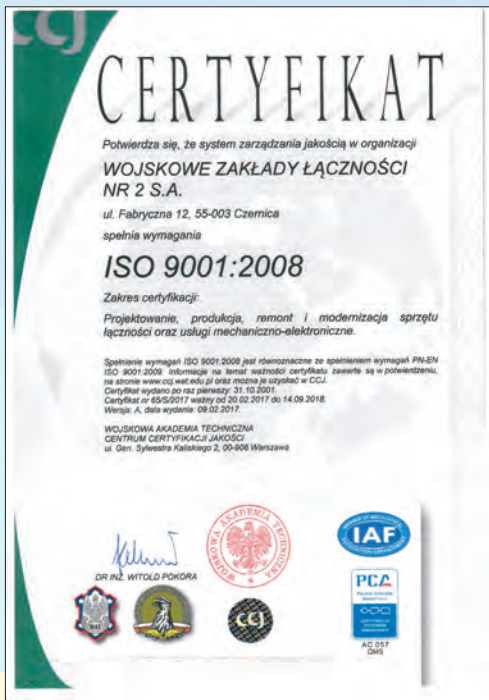 CCJ
CERTYFIKAT
Potwierdza się, że system zarządzania jakością w organizacji
WOJSKOWE ZAKŁADY ŁĄCZNOŚCI
NR 2 S.A.
ul. Fabryczna 12, 55-003 Czernica
spełnia wymagania
ISO 9001:2008
Zakres certyfikacji:
Projektowanie, produkcja, remont i modernizacja sprzętu
łączności oraz usługi mechaniczno-elektroniczne.
Spełnienie wymagań ISO 9001:2008 jest równoznaczne ze spełnieniem wymagań PN-EN
ISO 9001:2009. Informacje na temat ważności certyfikatu zawarte są w potwierdzeniu,
na stronie www.ccj.wat.edu.pl oraz można je uzyskać w CCJ.
Certyfikat wydano po raz pierwszy: 31.10.2001.
Certyfikat nr 65/S/2017 ważny od 20.02.2017 do 14.09.2018.
Wersja: A, data wydania: 09.02.2017.
WOJSKOWA AKADEMIA TECHNICZNA
CENTRUM CERTYFIKACJI JAKOŚCI
ul. Gen. Sylwestra Kaliskiego 2, 00-908 Warszawa
WOJSKOWA AKADEMIA TECHNICZNA
DR INŻ. WITOLD POKORA
CCJ
IAF
PCA
AC 057
QMS